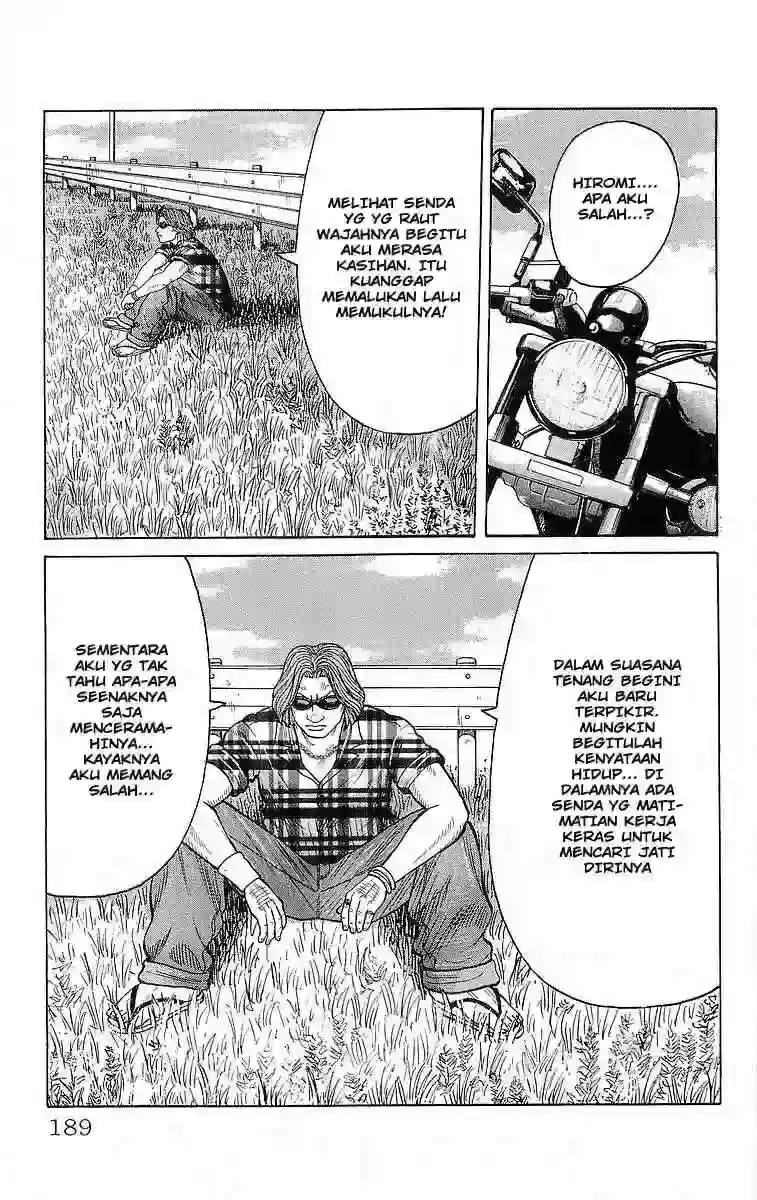 HIROMI....
APA AKU
SALAH...?
MELIHAT SENDA
YG YG RAUT
WAJAHNYA BEGITU
AKU MERASA
KASIHAN. ITU
KUANGGAP
MEMALUKAN LALU
MEMUKULNYA!
DALAM SUASANA
TENANG BEGINI
AKU BARU
TERPIKIR.
MUNGKIN
BEGITULAH
KENYATAAN
HIDUP... DI
DALAMNYA ADA
SENDA YG MATI-
MATIAN KERJA
KERAS UNTUK
MENCARI JATI
DIRINYA
SEMENTARA
AKU YG TAK
TAHU APA-APA
SEENAKNYA
SAJA
MENCERAMA-
HINYA...
KAYAKNYA
AKU MEMANG
SALAH...
189